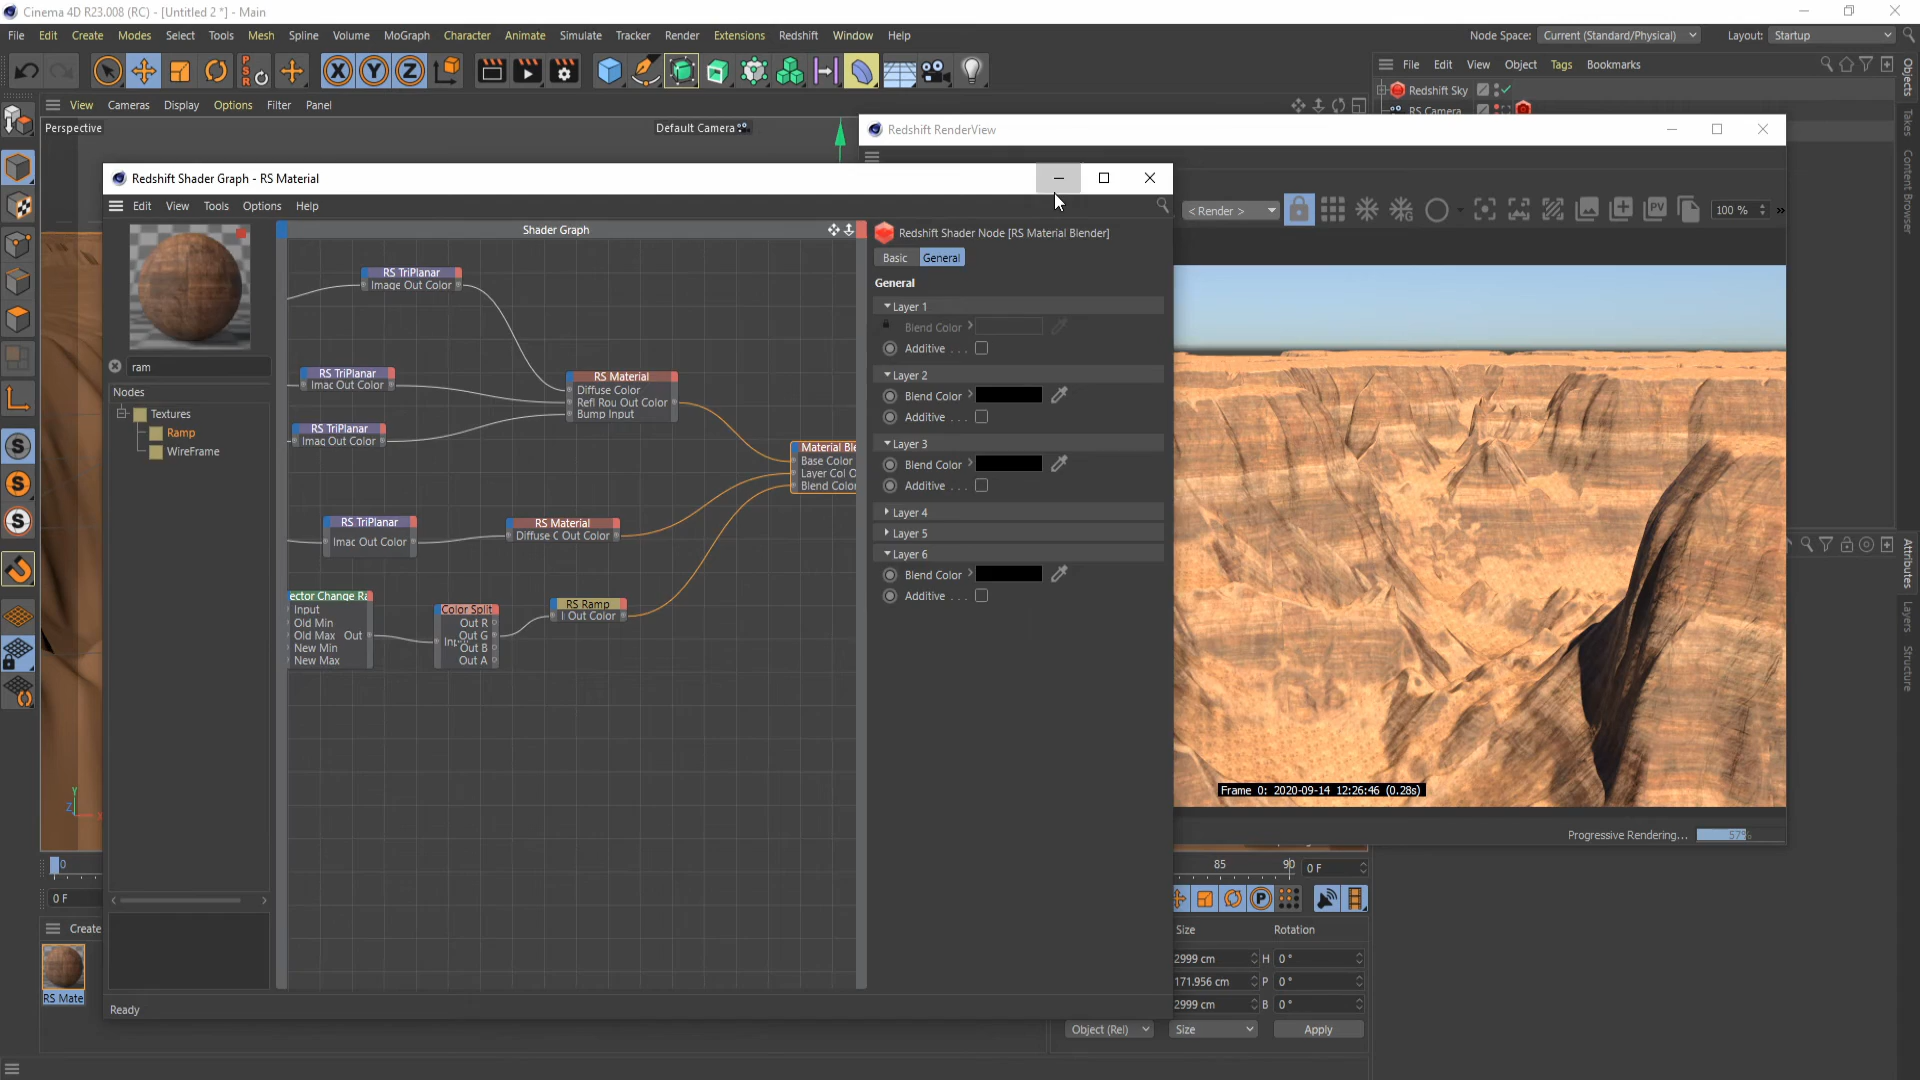 Cinema 4D R23.008 (RC) - [Untitled 2 *] - Main
File Edit Create Modes Select Tools Mesh Spline Volume MoGraph Character Animate Simulate Tracker Render Extensions Redshift Window Help
Node Space: Current (Standard/Physical) Layout: Startup
File Edit View Object Tags Bookmarks
Redshift Sky
RS Camera
View Cameras Display Options Filter Panel
Perspective
Default Camera
Redshift RenderView
Redshift Shader Graph - RS Material
Edit View Tools Options Help
< Render >
PV
100 %
ram
Nodes
Textures
Ramp
WireFrame
Shader Graph
RS TriPlanar
Image Out Color
RS TriPlanar
Imac Out Color
RS TriPlanar
Imac Out Color
RS Material
Diffuse Color
Refl Rou Out Color
Bump Input
Material Ble
Base Color
Layer Col O
Blend Color
RS TriPlanar
Imac Out Color
RS Material
Diffuse C Out Color
ector Change Ra
Input
Old Min
Old Max Out
New Min
New Max
Color Split
Out R
Out G
Out B
Out A
RS Ramp
I Out Color
Redshift Shader Node [RS Material Blender]
Basic General
General
Layer 1
Blend Color
Additive . . .
Layer 2
Blend Color
Additive . . .
Layer 3
Blend Color
Additive . . .
Layer 4
Layer 5
Layer 6
Blend Color
Additive . . .
Frame 0: 2020-09-14 12:26:46 (0.28s)
Progressive Rendering... 57%
Ready
0
0 F
85 90 0 F
Create
RS Mate
Size Rotation
2999 cm H 0 °
171.956 cm P 0 °
2999 cm B 0 °
Object (Rel) Size Apply
Objects
Takes
Content Browser
Attributes
Layers
Structure
X Y Z
PSR